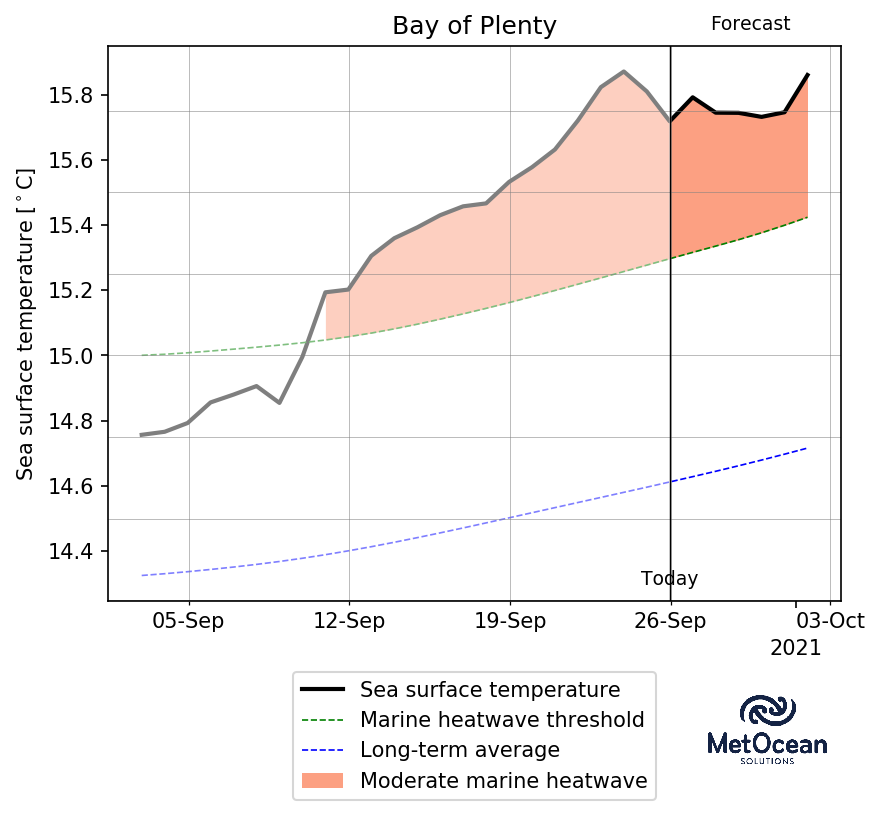 Bay of Plenty
Forecast
Sea surface temperature [°C]
15.8
15.6
15.4
15.2
15.0
14.8
14.6
14.4
Today
05-Sep
12-Sep
19-Sep
26-Sep
03-Oct
2021
Sea surface temperature
Marine heatwave threshold
Long-term average
Moderate marine heatwave
MetOcean
SOLUTIONS